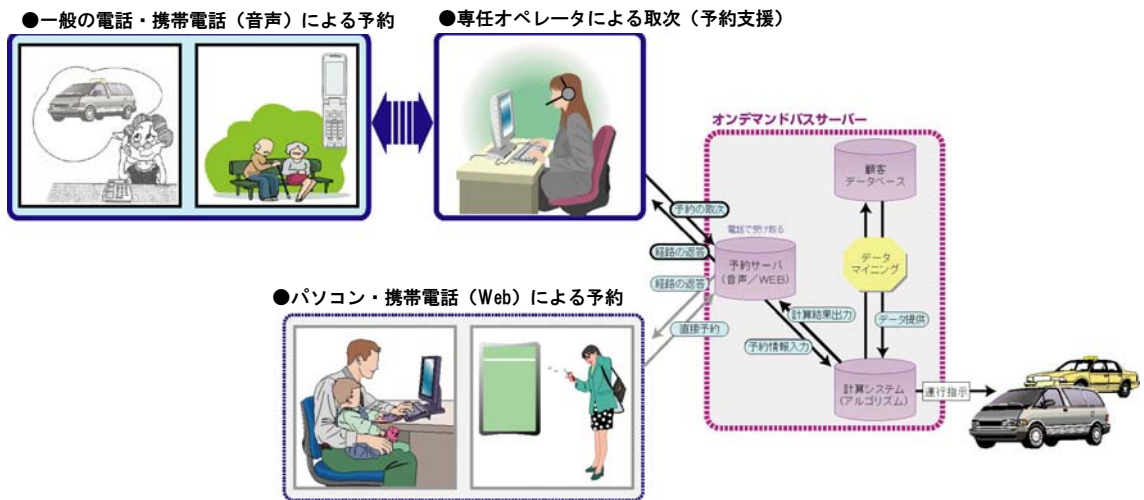 ●一般の電話・携帯電話（音声）による予約
●専任オペレータによる取次（予約支援）
オンデマンドバスサーバー
顧客
データベース
予約の取次
電話で受け取る
経路の返答
予約サーバ
（音声／WEB）
データ
マイニング
経路の返答
●パソコン・携帯電話（Web）による予約
直接予約
計算結果出力
データ提供
予約情報入力
計算システム
（アルゴリズム）
運行指示